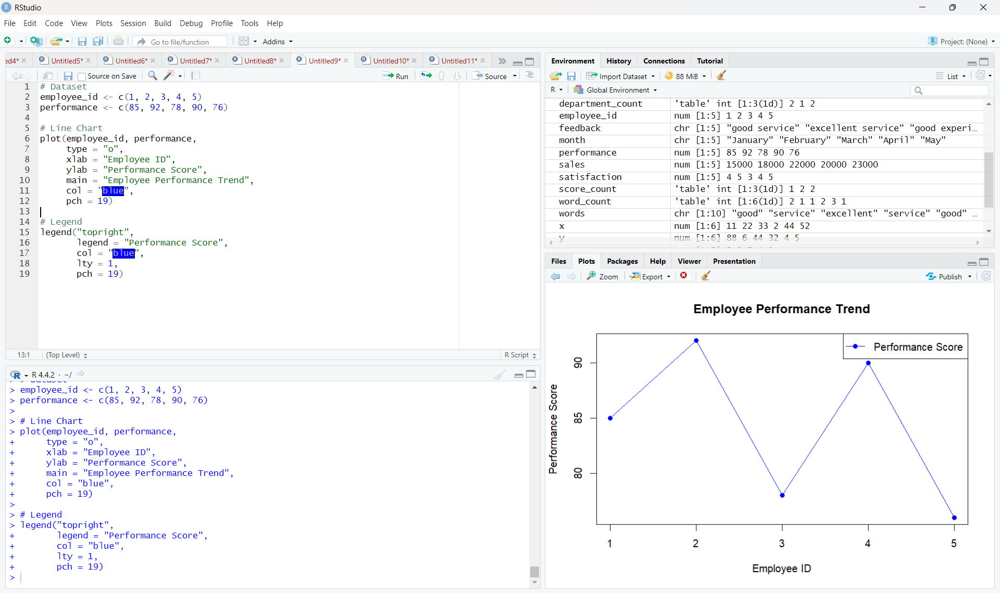 RStudio
File Edit Code View Plots Session Build Debug Profile Tools Help
Go to file/function Addins Project: (None)
ed4* Untitled5* Untitled6* Untitled7* Untitled8* Untitled9* Untitled10* Untitled11*
Source on Save Run Source
1 # Dataset
2 employee_id <- c(1, 2, 3, 4, 5)
3 performance <- c(85, 92, 78, 90, 76)
4
5 # Line Chart
6 plot(employee_id, performance,
7 type = "o",
8 xlab = "Employee ID",
9 ylab = "Performance Score",
10 main = "Employee Performance Trend",
11 col = "blue",
12 pch = 19)
13
14 # Legend
15 legend("topright",
16 legend = "Performance Score",
17 col = "blue",
18 lty = 1,
19 pch = 19)
13:1 (Top Level) R Script
R 4.4.2 · ~/
> # Dataset
> employee_id <- c(1, 2, 3, 4, 5)
> performance <- c(85, 92, 78, 90, 76)
>
> # Line Chart
> plot(employee_id, performance,
+ type = "o",
+ xlab = "Employee ID",
+ ylab = "Performance Score",
+ main = "Employee Performance Trend",
+ col = "blue",
+ pch = 19)
>
> # Legend
> legend("topright",
+ legend = "Performance Score",
+ col = "blue",
+ lty = 1,
+ pch = 19)
>
Environment History Connections Tutorial
Import Dataset 88 MiB List
R Global Environment
department_count 'table' int [1:3(1d)] 2 1 2
employee_id num [1:5] 1 2 3 4 5
feedback chr [1:5] "good service" "excellent service" "good experi…
month chr [1:5] "January" "February" "March" "April" "May"
performance num [1:5] 85 92 78 90 76
sales num [1:5] 15000 18000 22000 20000 23000
satisfaction num [1:5] 4 5 3 4 5
score_count 'table' int [1:3(1d)] 1 2 2
word_count 'table' int [1:6(1d)] 2 1 1 2 3 1
words chr [1:10] "good" "service" "excellent" "service" "good" …
x num [1:6] 11 22 33 2 44 52
y num [1:6] 88 6 44 32 4 5
Files Plots Packages Help Viewer Presentation
Zoom Export Publish
Employee Performance Trend
Performance Score
Performance Score
90
85
80
1 2 3 4 5
Employee ID